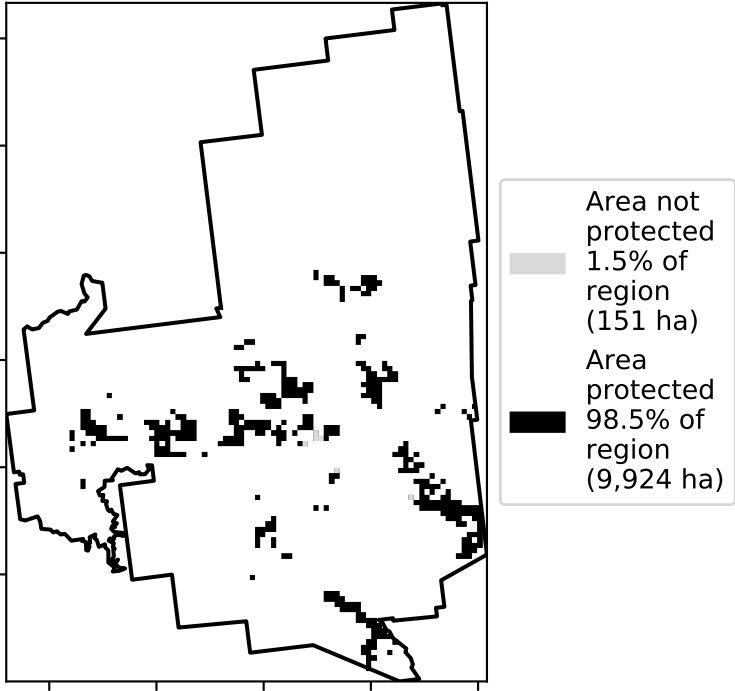 Area not
protected
1.5% of
region
(151 ha)
Area
protected
98.5% of
region
(9,924 ha)